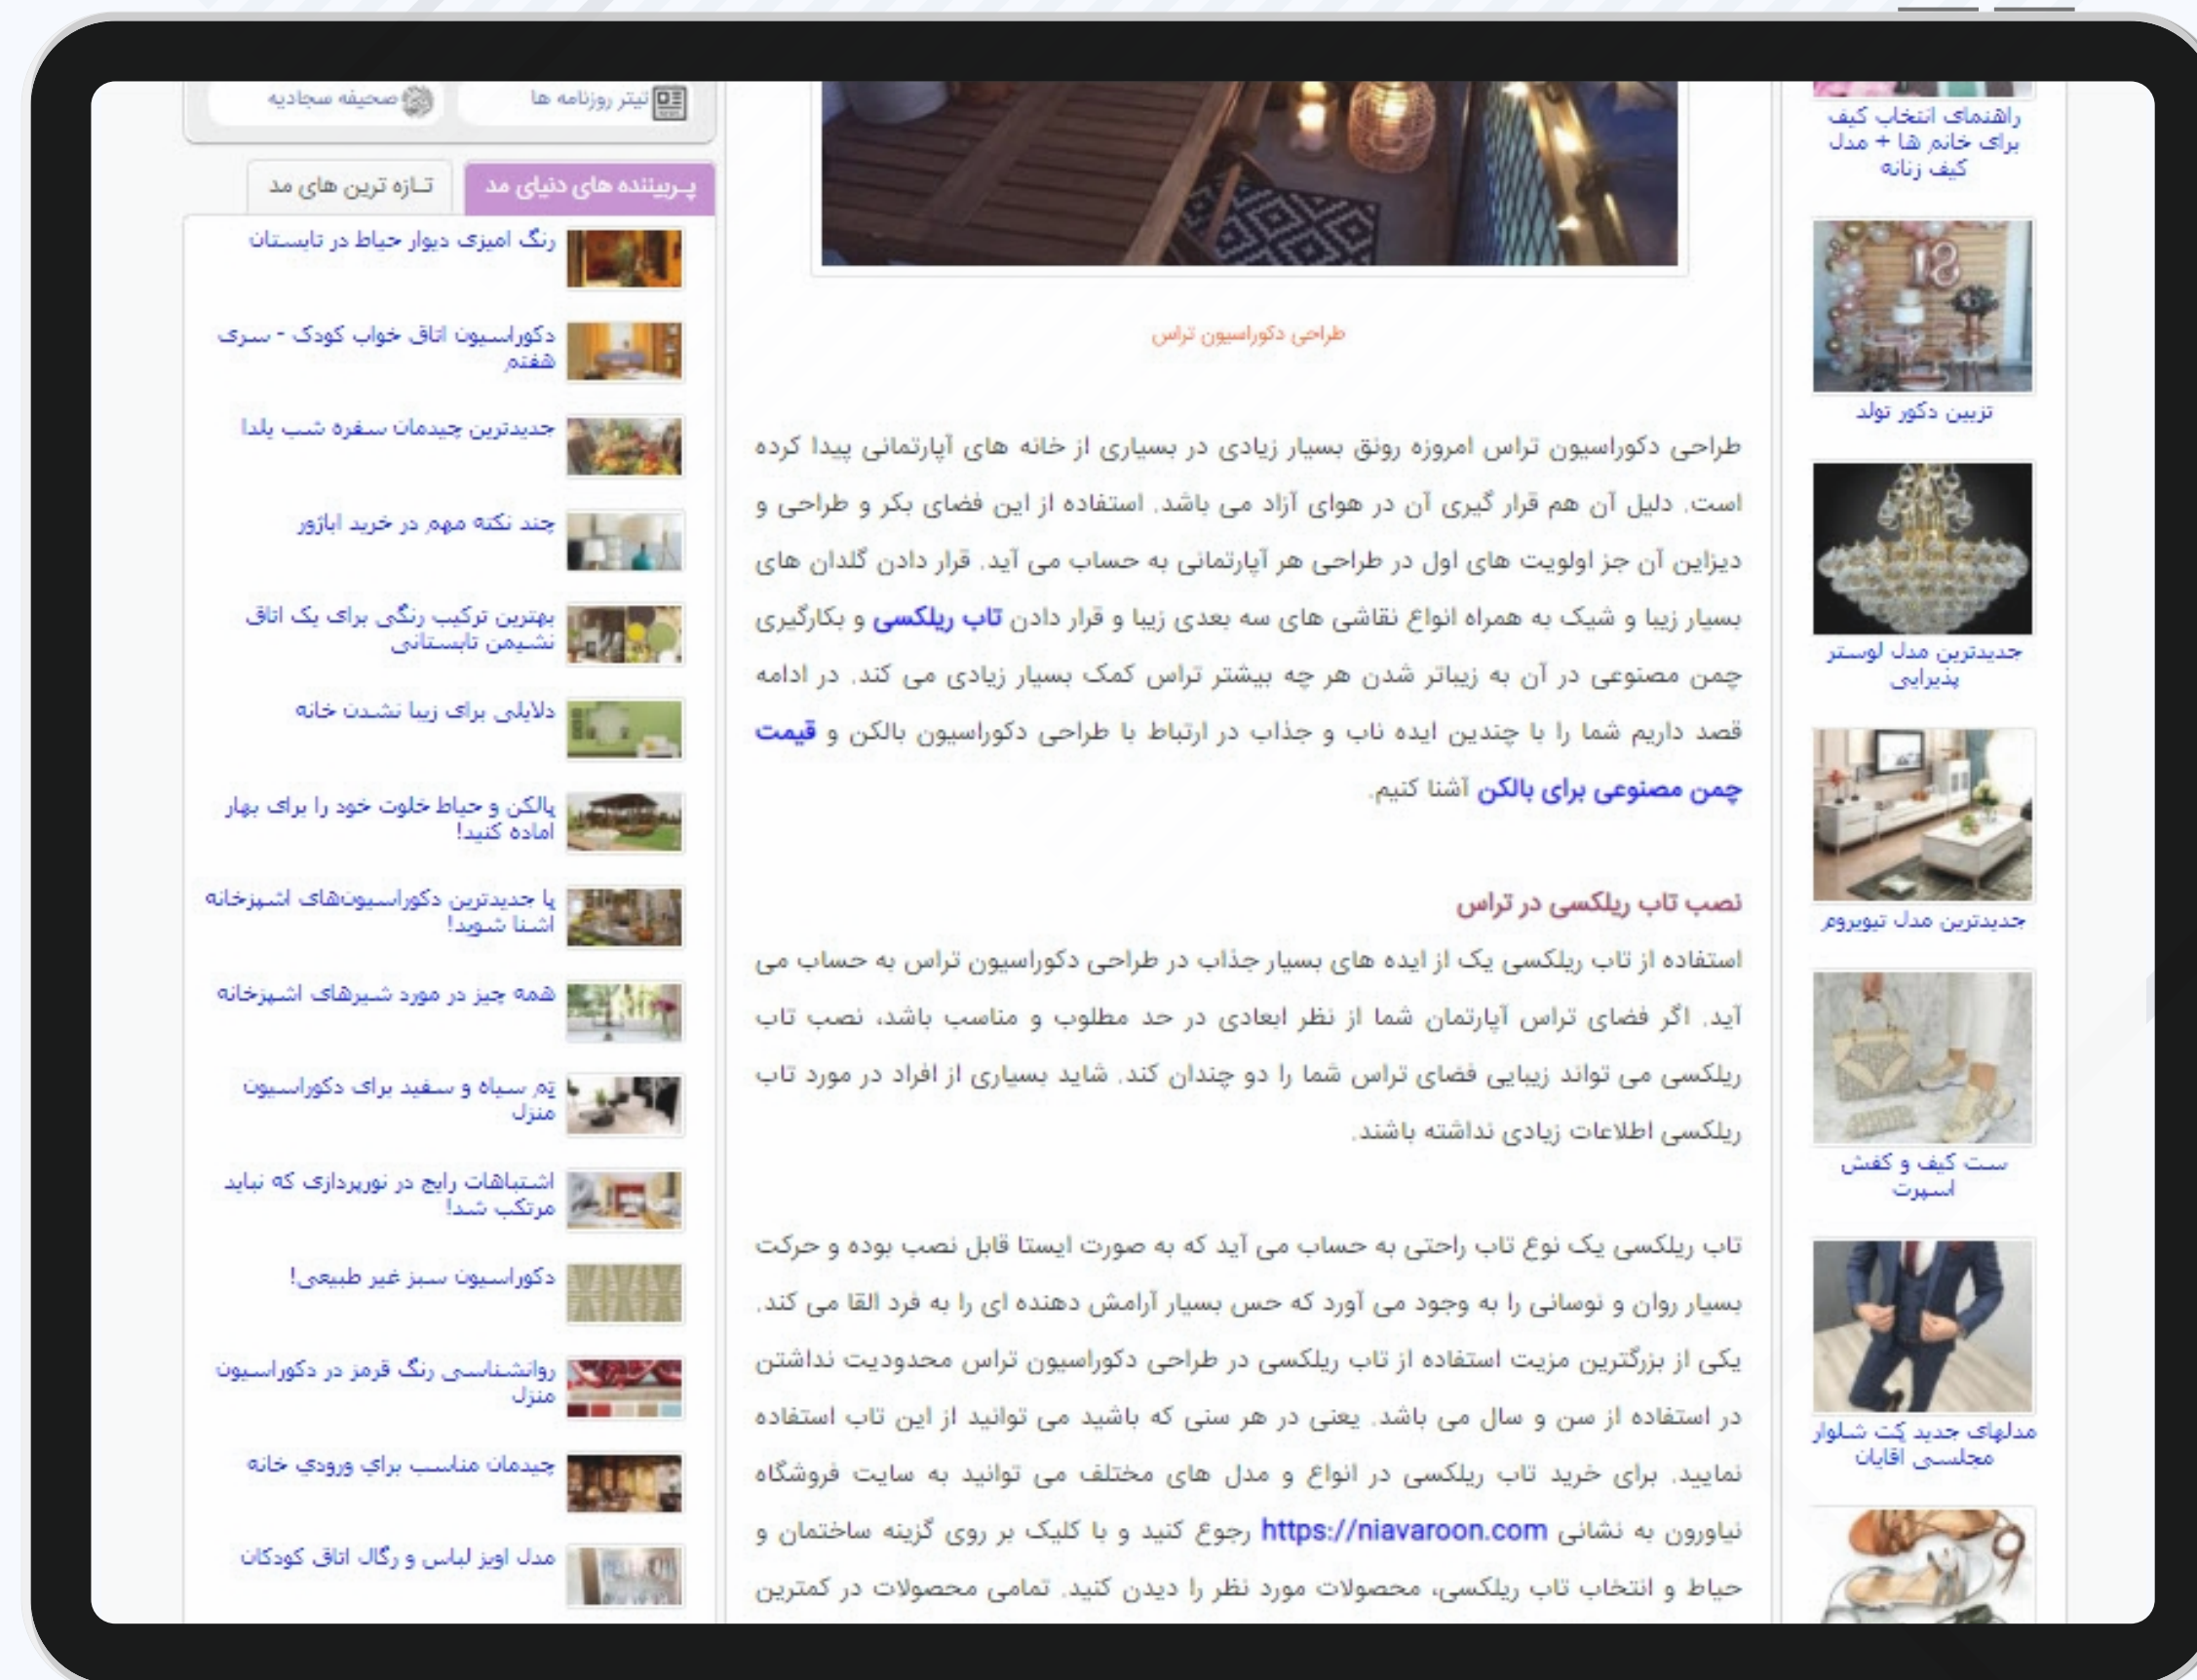 راهنمای انتخاب کیف
برای خانم ها + مدل
کیف زنانه
تزیین دکور تولد
جدیدترین مدل لوستر
پذیرایی
جدیدترین مدل تیویروم
ست کیف و کفش
اسپرت
مدلهای جدید کت شلوار
مجلسی اقایان
طراحی دکوراسیون تراس
طراحی دکوراسیون تراس امروزه رونق بسیار زیادی در بسیاری از خانه های آپارتمانی پیدا کرده
است. دلیل آن هم قرار گیری آن در هوای آزاد می باشد. استفاده از این فضای بکر و طراحی و
دیزاین آن جز اولویت های اول در طراحی هر آپارتمانی به حساب می آید. قرار دادن گلدان های
بسیار زیبا و شیک به همراه انواع نقاشی های سه بعدی زیبا و قرار دادن تاب ریلکسی و بکارگیری
چمن مصنوعی در آن به زیباتر شدن هر چه بیشتر تراس کمک بسیار زیادی می کند. در ادامه
قصد داریم شما را با چندین ایده ناب و جذاب در ارتباط با طراحی دکوراسیون بالکن و قیمت
چمن مصنوعی برای بالکن آشنا کنیم.
نصب تاب ریلکسی در تراس
استفاده از تاب ریلکسی یک از ایده های بسیار جذاب در طراحی دکوراسیون تراس به حساب می
آید. اگر فضای تراس آپارتمان شما از نظر ابعادی در حد مطلوب و مناسب باشد، نصب تاب
ریلکسی می تواند زیبایی فضای تراس شما را دو چندان کند. شاید بسیاری از افراد در مورد تاب
ریلکسی اطلاعات زیادی نداشته باشند.
تاب ریلکسی یک نوع تاب راحتی به حساب می آید که به صورت ایستا قابل نصب بوده و حرکت
بسیار روان و نوسانی را به وجود می آورد که حس بسیار آرامش دهنده ای را به فرد القا می کند.
یکی از بزرگترین مزیت استفاده از تاب ریلکسی در طراحی دکوراسیون تراس محدودیت نداشتن
در استفاده از سن و سال می باشد. یعنی در هر سنی که باشید می توانید از این تاب استفاده
نمایید. برای خرید تاب ریلکسی در انواع و مدل های مختلف می توانید به سایت فروشگاه
نیاورون به نشانی https://niavaroon.com رجوع کنید و با کلیک بر روی گزینه ساختمان و
حیاط و انتخاب تاب ریلکسی، محصولات مورد نظر را دیدن کنید. تمامی محصولات در کمترین
تیتر روزنامه ها
صحیفه سجادیه
پـربیننده های دنیای مد
تـازه ترین های مد
رنگ امیزی دیوار حیاط در تابستان
دکوراسیون اتاق خواب کودک - سری
هفتم
جدیدترین چیدمان سفره شب یلدا
چند نکته مهم در خرید اباژور
بهترین ترکیب رنگی برای یک اتاق
نشیمن تابستانی
دلایلی برای زیبا نشدن خانه
بالکن و حیاط خلوت خود را برای بهار
اماده کنید!
با جدیدترین دکوراسیون‌های اشپزخانه
اشنا شوید!
همه چیز در مورد شیرهای اشپزخانه
تِم سیاه و سفید برای دکوراسیون
منزل
اشتباهات رایج در نورپردازی که نباید
مرتکب شد!
دکوراسیون سبز غیر طبیعی!
روانشناسی رنگ قرمز در دکوراسیون
منزل
چیدمان مناسب براي ورودي خانه
مدل اویز لباس و رگال اتاق کودکان